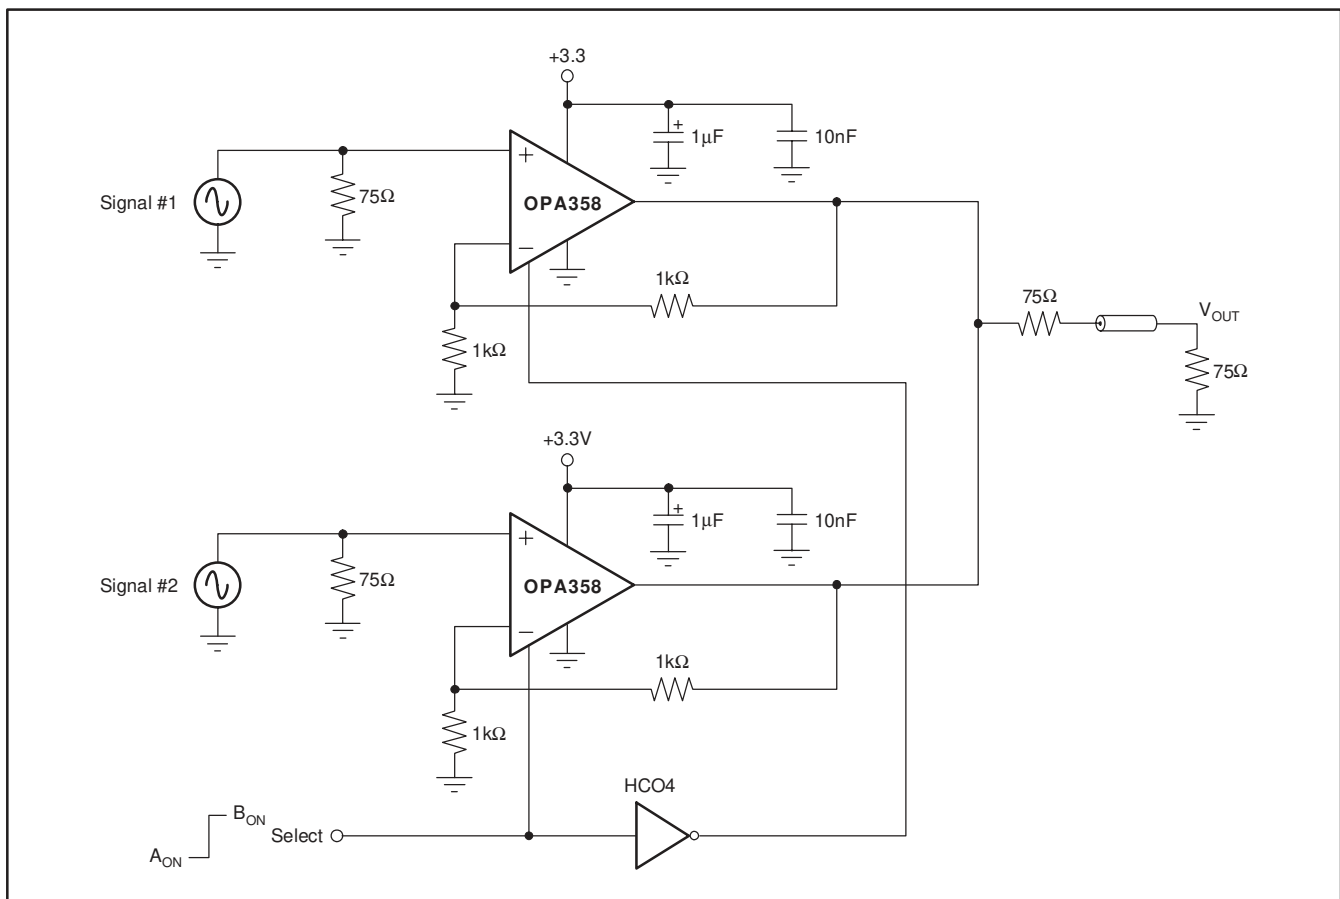 +3.3
1μF
10nF
Signal #1
75Ω
+
OPA358
−
1kΩ
1kΩ
75Ω
V_OUT
75Ω
+3.3V
1μF
10nF
Signal #2
75Ω
+
OPA358
−
1kΩ
1kΩ
HCO4
B_ON
Select
A_ON